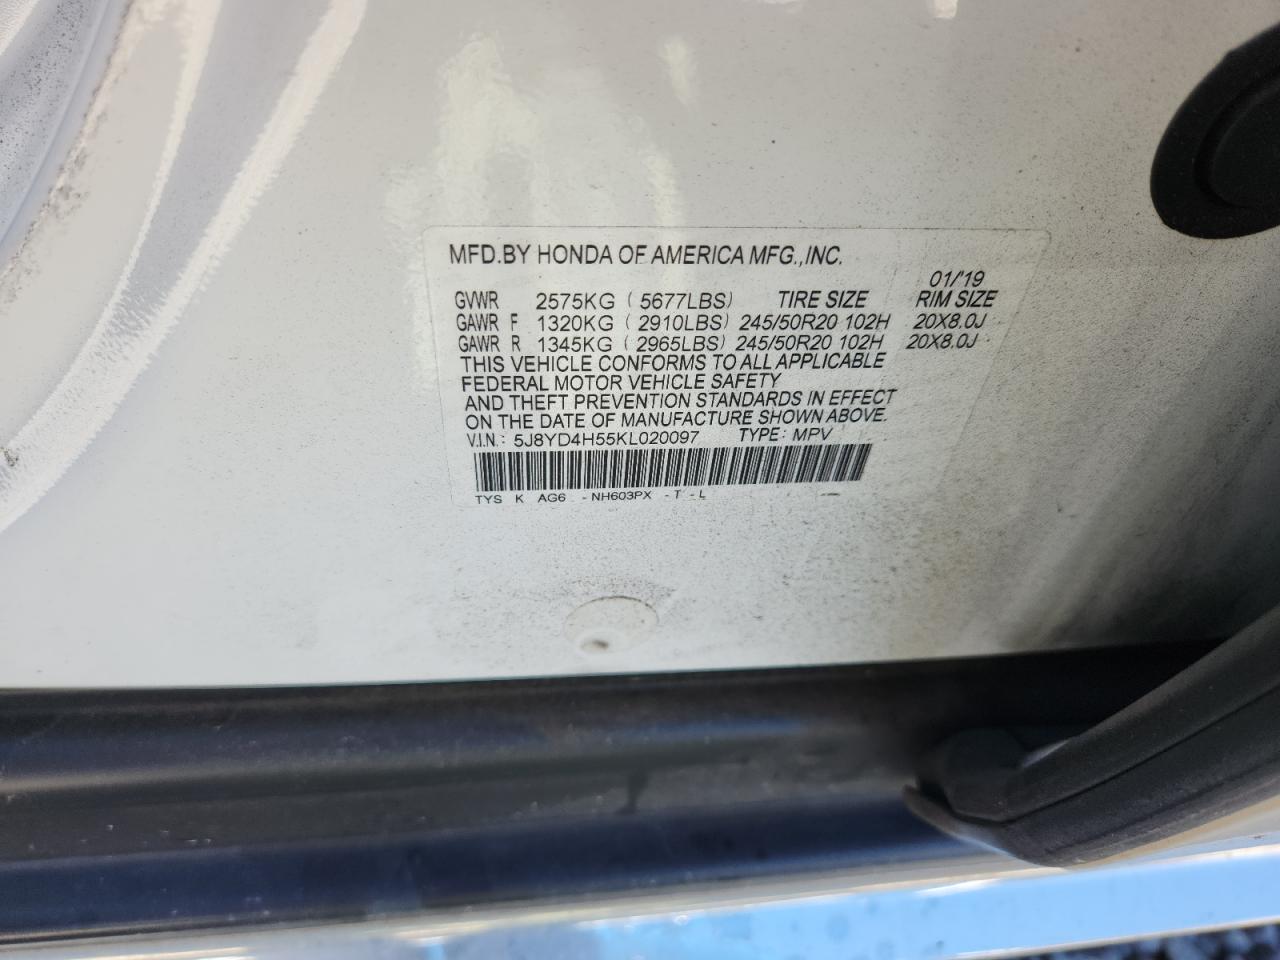 MFD.BY HONDA OF AMERICA MFG.,INC.
01/'19
GVWR 2575KG (5677LBS) TIRE SIZE RIM SIZE
GAWR F 1320KG (2910LBS) 245/50R20 102H 20X8.0J
GAWR R 1345KG (2965LBS) 245/50R20 102H 20X8.0J
THIS VEHICLE CONFORMS TO ALL APPLICABLE
FEDERAL MOTOR VEHICLE SAFETY
AND THEFT PREVENTION STANDARDS IN EFFECT
ON THE DATE OF MANUFACTURE SHOWN ABOVE.
V.I.N.: 5J8YD4H55KL020097 TYPE: MPV
TYS K AG6 -NH603PX -T -L